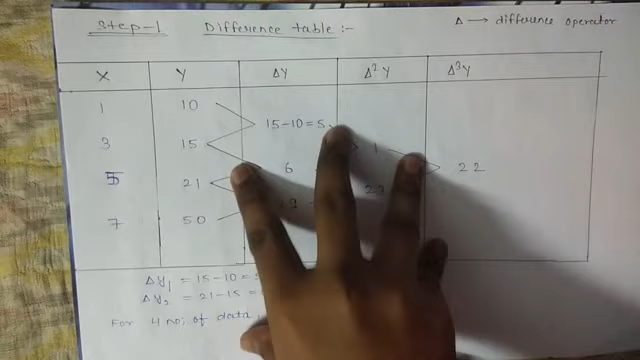 Step-1 Difference table:- Δ → difference operator
X Y ΔY Δ²Y Δ³Y
1 10
15-10=5
3 15 1
6 22
5 21
7 50
Δy₁ = 15-10=
Δy₂ = 21-15=
For 4 no; of data